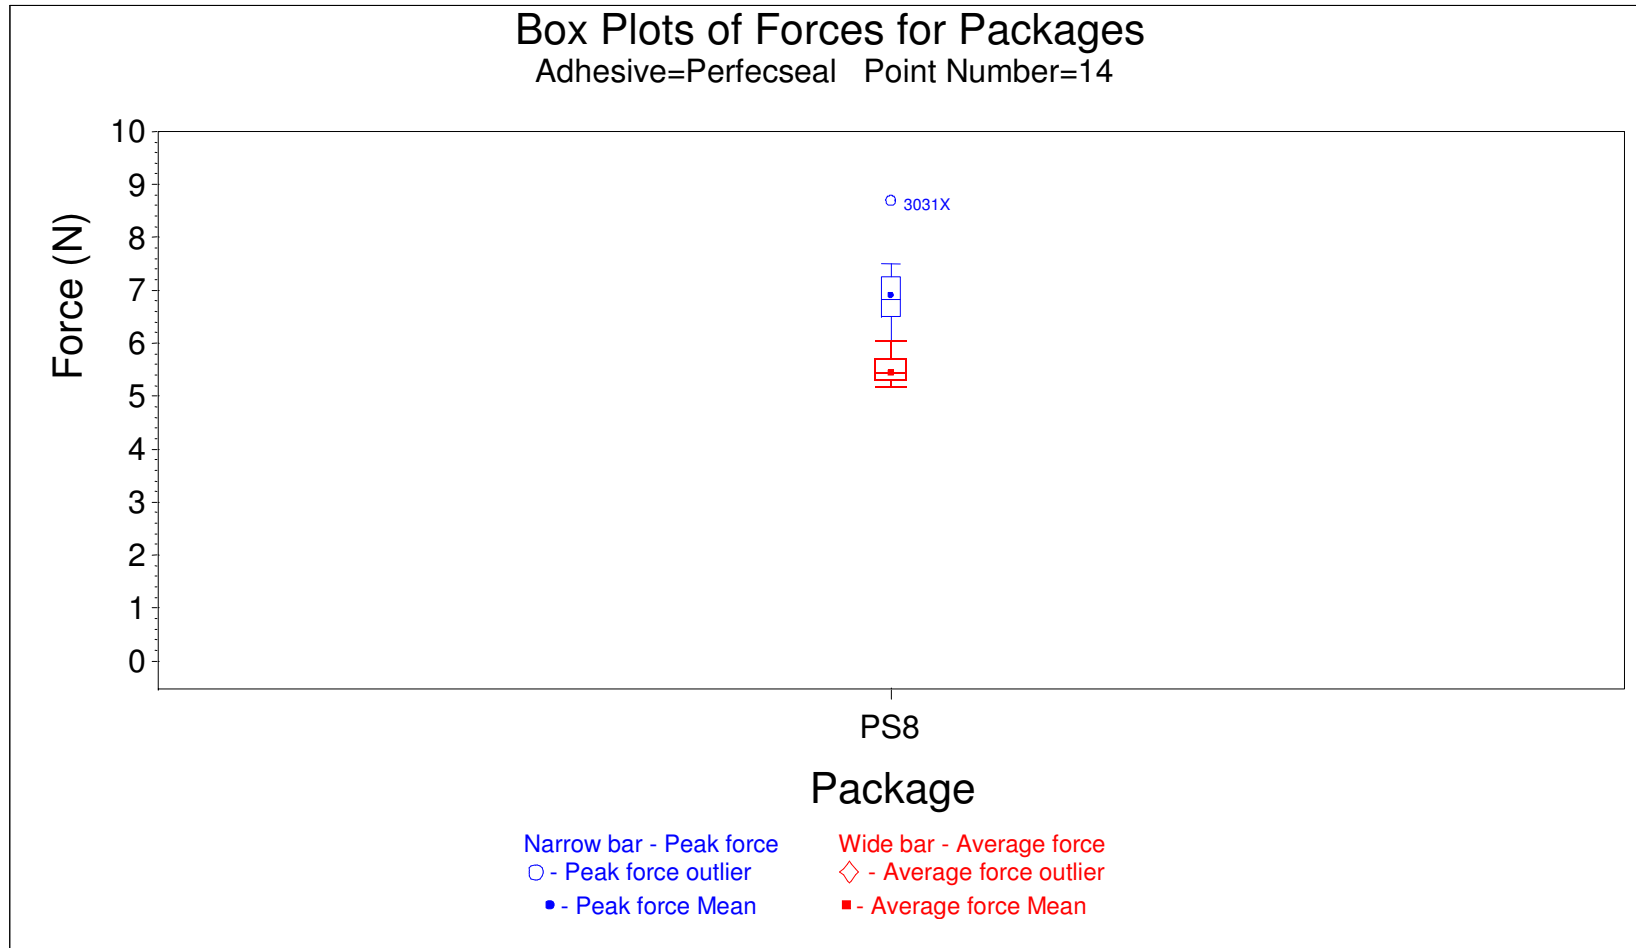 Box Plots of Forces for Packages
Adhesive=Perfecseal Point Number=14
Force (N)
10
9
8
7
6
5
4
3
2
1
0
3031X
PS8
Package
Narrow bar - Peak force
- Peak force outlier
- Peak force Mean
Wide bar - Average force
- Average force outlier
- Average force Mean